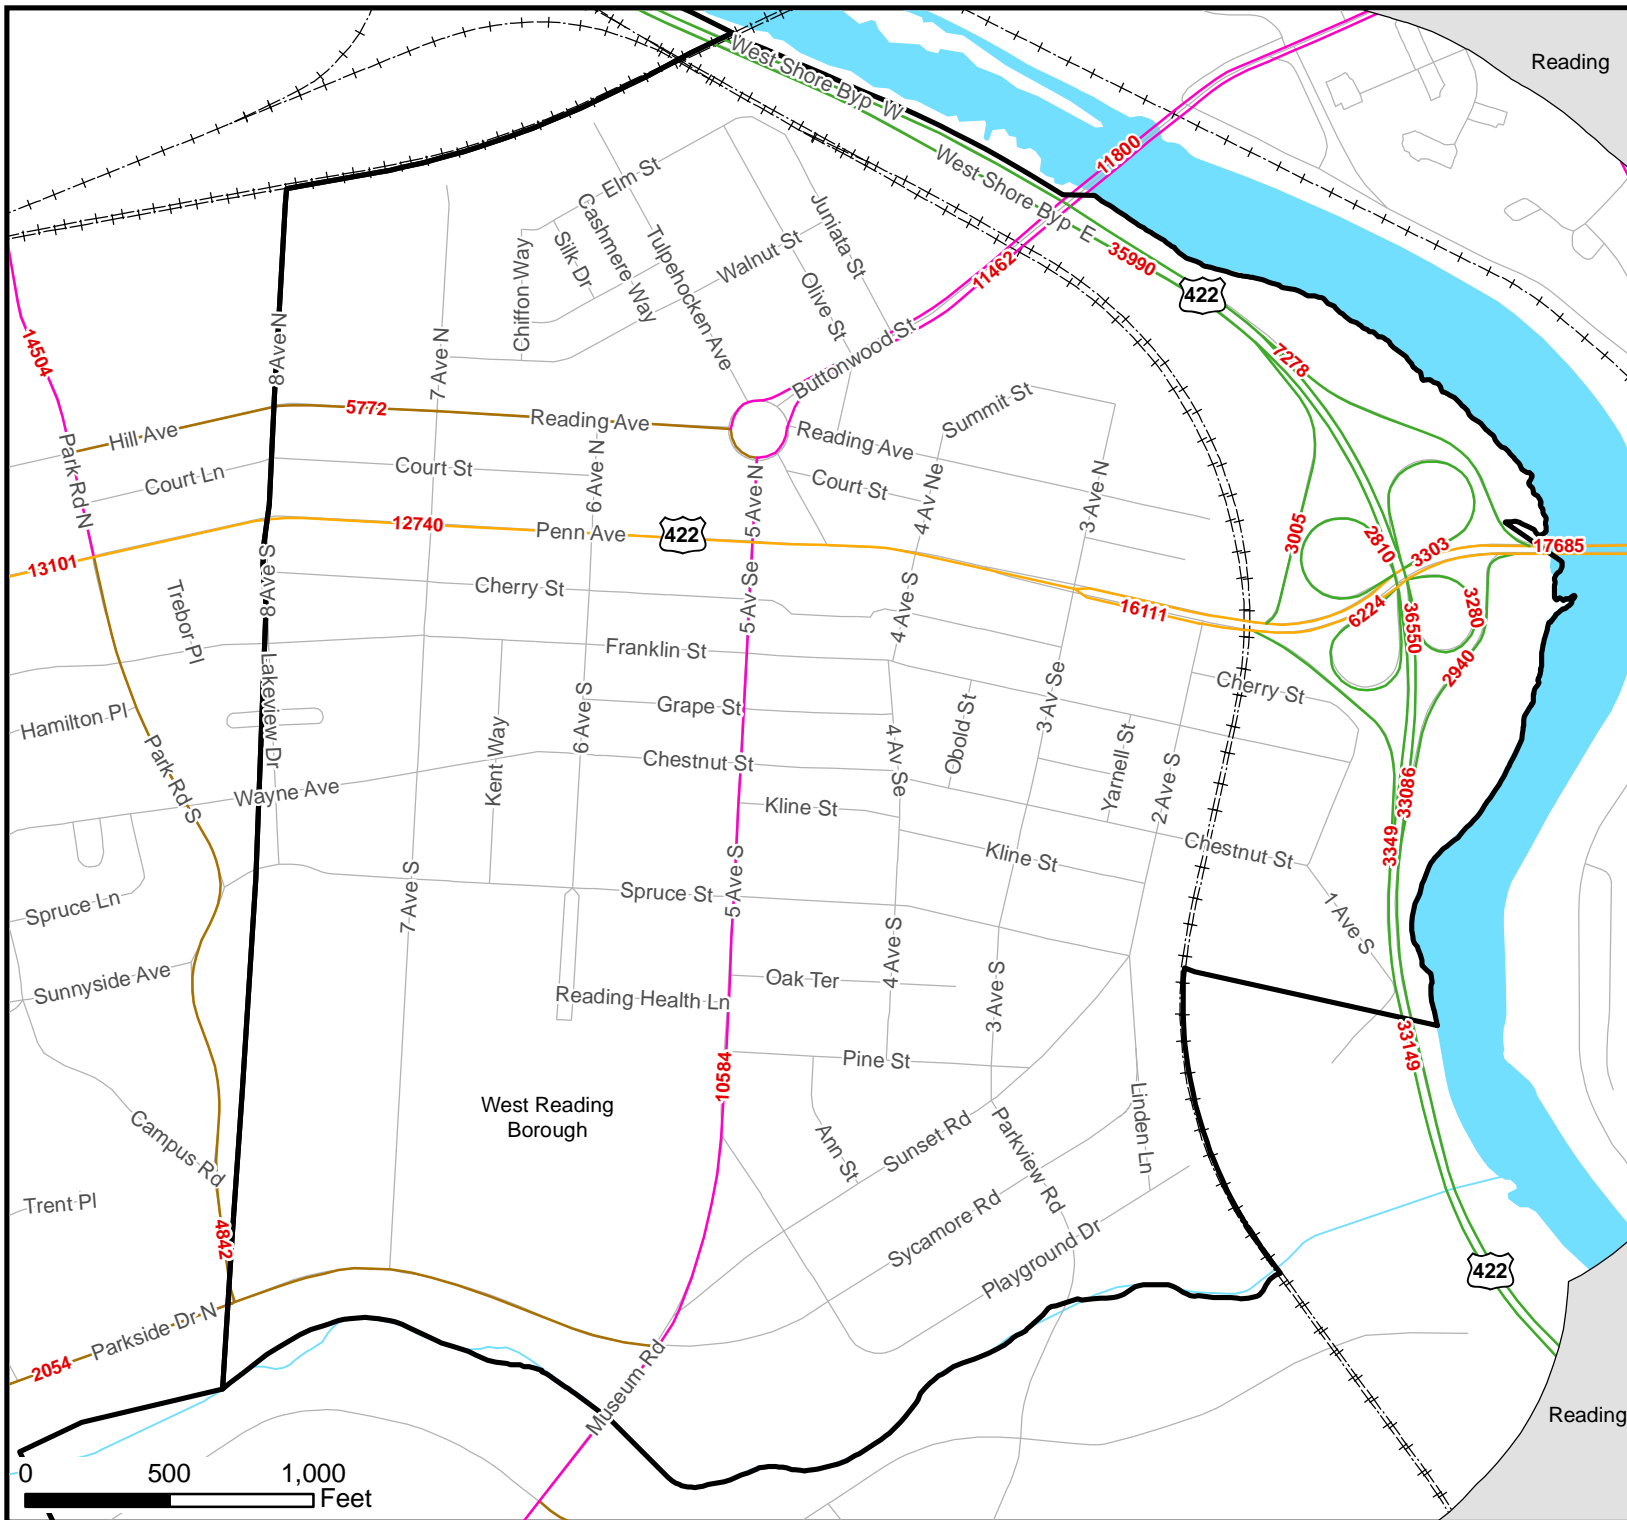 Reading
West Shore Byp W
11800
West Shore Byp E
35990
422
11462
Elm St
Cashmere Way
Silk Dr
Chiffon Way
Tulpehocken Ave
Walnut St
Juniata St
Olive St
Buttonwood St
14504
8 Ave N
7 Ave N
7278
Hill Ave
5772
Reading Ave
Reading Ave
Summit St
Park Rd N
Court Ln
Court St
6 Ave N
5 Ave N
Court St
4 Av Ne
3 Ave N
13101
12740
Penn Ave
422
3005
2810
3303
17685
8 Ave S
Trebor Pl
Cherry St
5 Av Se
4 Ave S
16111
6224
36550
3280
2940
Lakeview Dr
Franklin St
Cherry St
Hamilton Pl
Park Rd S
Kent Way
6 Ave S
Grape St
4 Av Se
Obold St
3 Av Se
Yarnell St
2 Ave S
Wayne Ave
Chestnut St
Kline St
33086
3349
Chestnut St
Kline St
Spruce Ln
7 Ave S
Spruce St
5 Ave S
4 Ave S
3 Ave S
1 Ave S
Sunnyside Ave
Oak Ter
Reading Health Ln
33149
10584
Pine St
Linden Ln
West Reading
Borough
Campus Rd
Ann St
Sunset Rd
Parkview Rd
Trent Pl
4842
Sycamore Rd
Playground Dr
422
Parkside Dr N
2054
Museum Rd
Reading
0 500 1,000
Feet